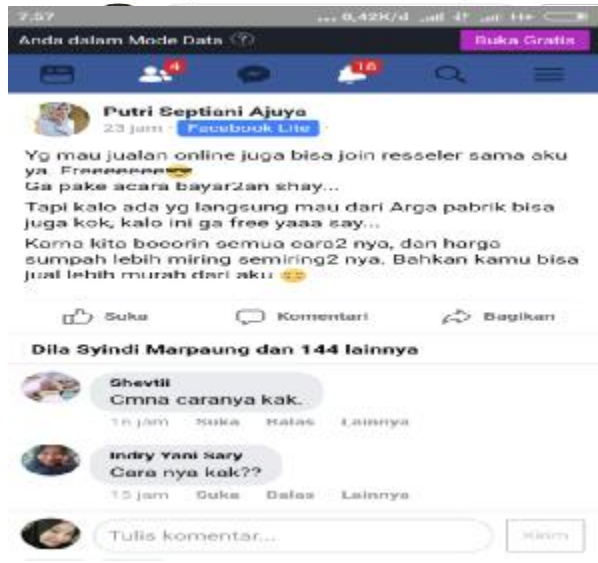 7.57 ... 0,42K/d
Anda dalam Mode Data Buka Gratis
4 16
Putri Septiani Ajuya
23 jam · Facebook Lite ·
Yg mau jualan online juga bisa join resseler sama aku
ya. Freeeeeeee😎
Ga pake acara bayar2an shay...
Tapi kalo ada yg langsung mau dari Arga pabrik bisa
juga kok, kalo ini ga free yaaa say...
Karna kita bocorin semua cara2 nya, dan harga
sumpah lebih miring semiring2 nya. Bahkan kamu bisa
jual lebih murah dari aku
Suka Komentari Bagikan
Dila Syindi Marpaung dan 144 lainnya
Shevtii
Cmna caranya kak.
16 jam Suka Balas Lainnya
Indry Yani Sary
Cara nya kak??
15 jam Suka Balas Lainnya
Tulis komentar... Kirim